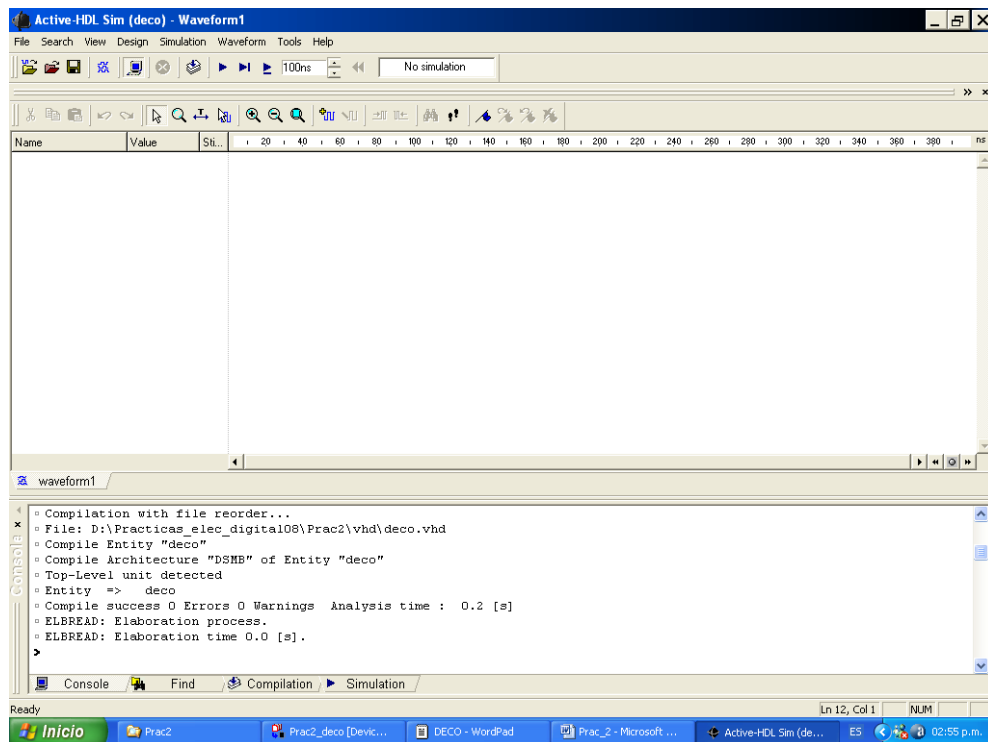 Active-HDL Sim (deco) - Waveform1
File Search View Design Simulation Waveform Tools Help
100ns No simulation
Name Value Sti... 20 40 60 80 100 120 140 160 180 200 220 240 260 280 300 320 340 360 380 ns
waveform1
Console
Compilation with file reorder...
File: D:\Practicas_elec_digital08\Prac2\vhd\deco.vhd
Compile Entity "deco"
Compile Architecture "DSMB" of Entity "deco"
Top-Level unit detected
Entity => deco
Compile success 0 Errors 0 Warnings Analysis time : 0.2 [s]
ELBREAD: Elaboration process.
ELBREAD: Elaboration time 0.0 [s].
>
Console Find Compilation Simulation
Ready Ln 12, Col 1 NUM
Inicio Prac2 Prac2_deco [Devic... DECO - WordPad Prac_2 - Microsoft ... Active-HDL Sim (de... ES 02:55 p.m.